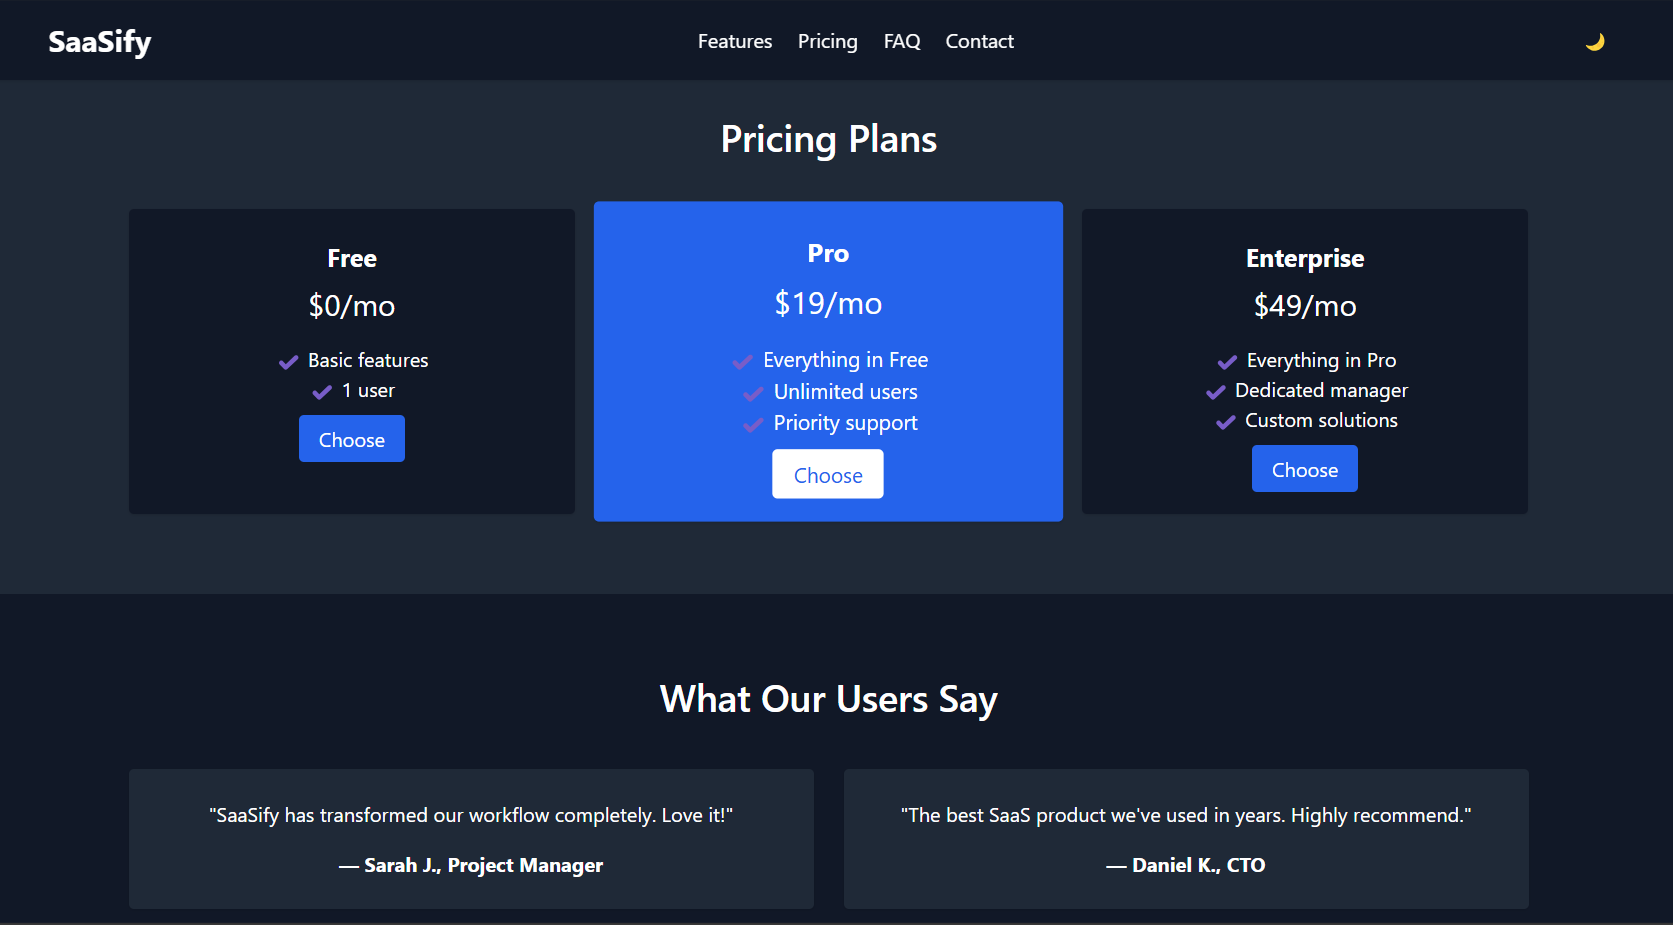 SaaSify
Features Pricing FAQ Contact
Pricing Plans
Free
$0/mo
Basic features
1 user
Choose
Pro
$19/mo
Everything in Free
Unlimited users
Priority support
Choose
Enterprise
$49/mo
Everything in Pro
Dedicated manager
Custom solutions
Choose
What Our Users Say
"SaaSify has transformed our workflow completely. Love it!"
— Sarah J., Project Manager
"The best SaaS product we've used in years. Highly recommend."
— Daniel K., CTO